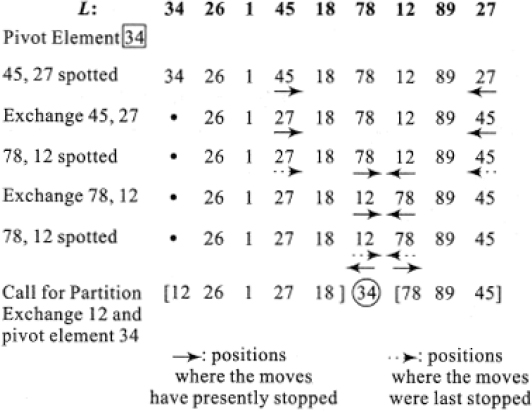 L: 34 26 1 45 18 78 12 89 27
Pivot Element 34
45, 27 spotted 34 26 1 45 18 78 12 89 27
Exchange 45, 27 • 26 1 27 18 78 12 89 45
78, 12 spotted • 26 1 27 18 78 12 89 45
Exchange 78, 12 • 26 1 27 18 12 78 89 45
78, 12 spotted • 26 1 27 18 12 78 89 45
Call for Partition [12 26 1 27 18] 34 [78 89 45]
Exchange 12 and
pivot element 34
→: positions
where the moves
have presently stopped
··➤: positions
where the moves
were last stopped